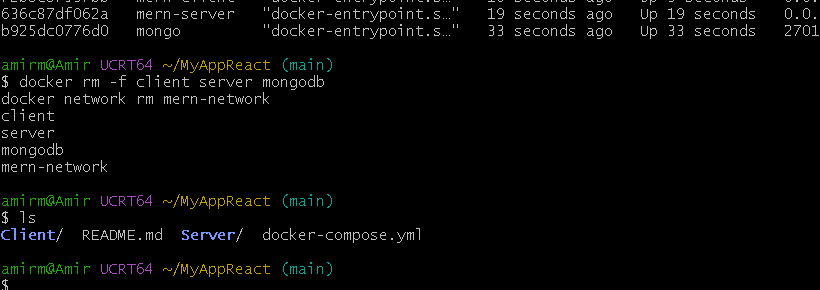 636c87df062a   mern-server   "docker-entrypoint.s…"   19 seconds ago   Up 19 seconds   0.0.
b925dc0776d0   mongo         "docker-entrypoint.s…"   33 seconds ago   Up 33 seconds   2701
amirm@Amir UCRT64 ~/MyAppReact (main)
$ docker rm -f client server mongodb
docker network rm mern-network
client
server
mongodb
mern-network
amirm@Amir UCRT64 ~/MyAppReact (main)
$ ls
Client/  README.md  Server/  docker-compose.yml
amirm@Amir UCRT64 ~/MyAppReact (main)
$